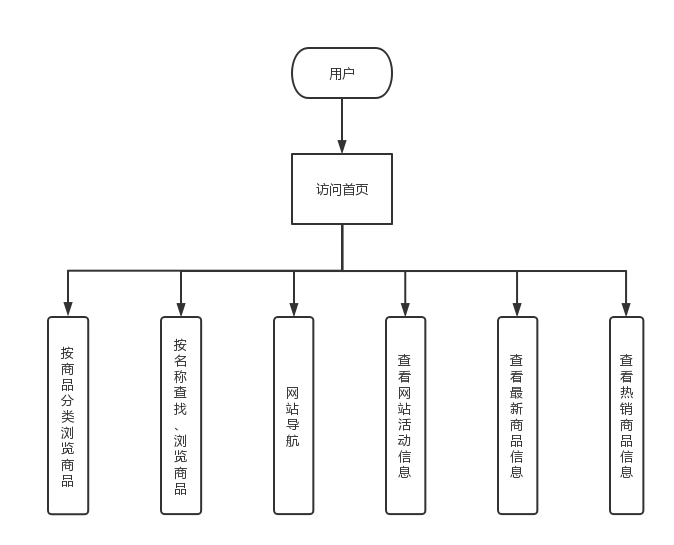 用户
访问首页
按商品分类浏览商品
按名称查找、浏览商品
网站导航
查看网站活动信息
查看最新商品信息
查看热销商品信息